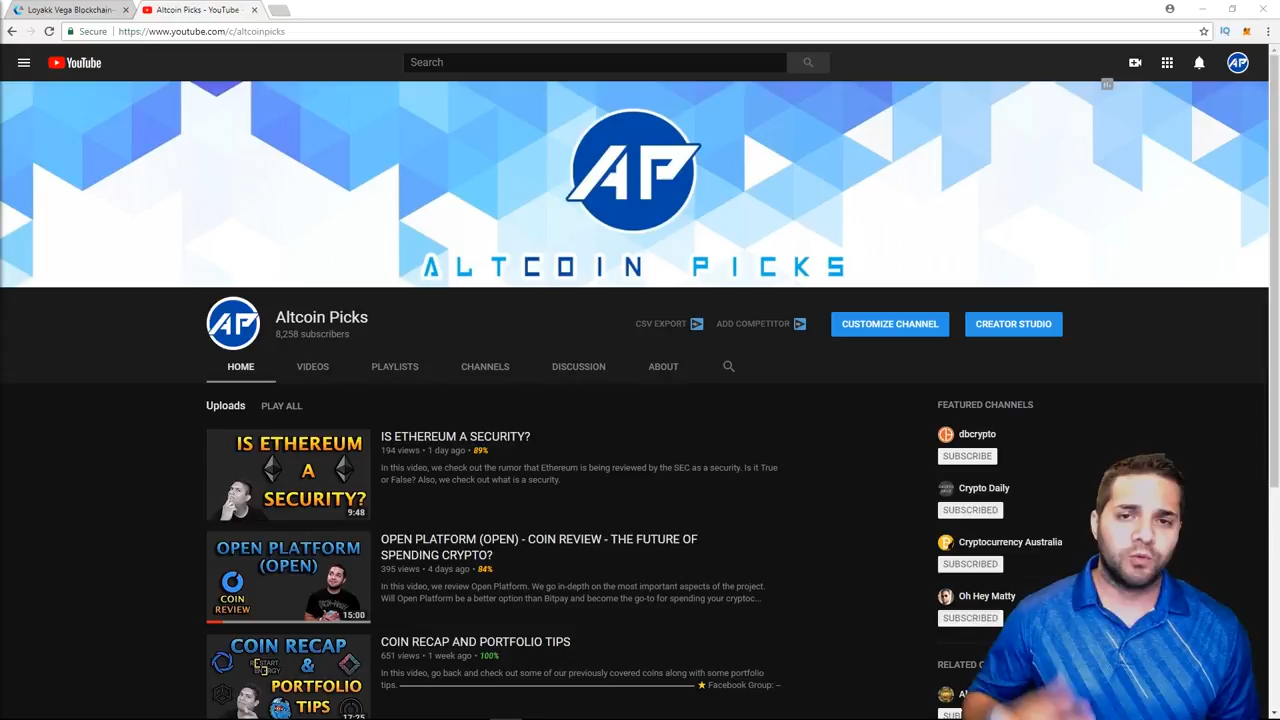 Loyakk Vega Blockchain-
Altcoin Picks - YouTube
Secure
https://www.youtube.com/c/altcoinpicks
IQ
YouTube
Search
AP
AP
ALTCOIN PICKS
AP
Altcoin Picks
8,258 subscribers
CSV EXPORT
ADD COMPETITOR
CUSTOMIZE CHANNEL
CREATOR STUDIO
HOME
VIDEOS
PLAYLISTS
CHANNELS
DISCUSSION
ABOUT
Uploads
PLAY ALL
IS ETHEREUM
A
SECURITY?
9:48
IS ETHEREUM A SECURITY?
194 views • 1 day ago • 89%
In this video, we check out the rumor that Ethereum is being reviewed by the SEC as a security. Is it True
or False? Also, we check out what is a security.
OPEN PLATFORM
(OPEN)
COIN
REVIEW
15:00
OPEN PLATFORM (OPEN) - COIN REVIEW - THE FUTURE OF
SPENDING CRYPTO?
395 views • 4 days ago • 84%
In this video, we review Open Platform. We go in-depth on the most important aspects of the project.
Will Open Platform be a better option than Bitpay and become the go-to for spending your cryptoc...
COIN RECAP
&
PORTFOLIO
TIPS
17:25
COIN RECAP AND PORTFOLIO TIPS
651 views • 1 week ago • 100%
In this video, go back and check out some of our previously covered coins along with some portfolio
tips. ★ Facebook Group: --
FEATURED CHANNELS
dbcrypto
SUBSCRIBE
Crypto Daily
SUBSCRIBED
Cryptocurrency Australia
SUBSCRIBED
Oh Hey Matty
SUBSCRIBED
RELATED